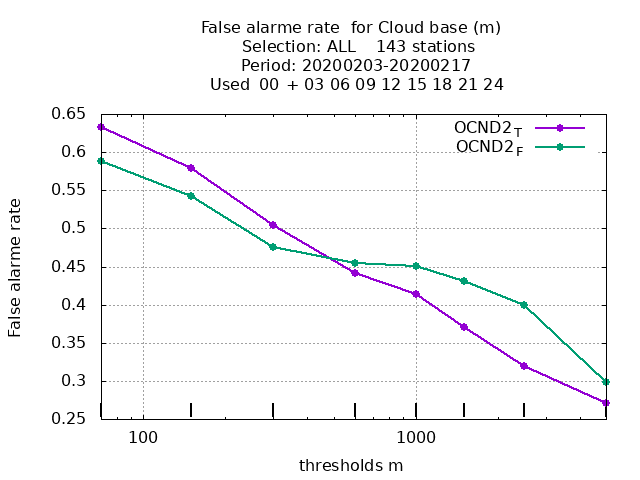 False alarme rate  for Cloud base (m)
Selection: ALL    143 stations
Period: 20200203-20200217
Used  00 + 03 06 09 12 15 18 21 24
0.65
0.6
0.55
0.5
0.45
0.4
0.35
0.3
0.25
False alarme rate
OCND2T
OCND2F
100
1000
thresholds m